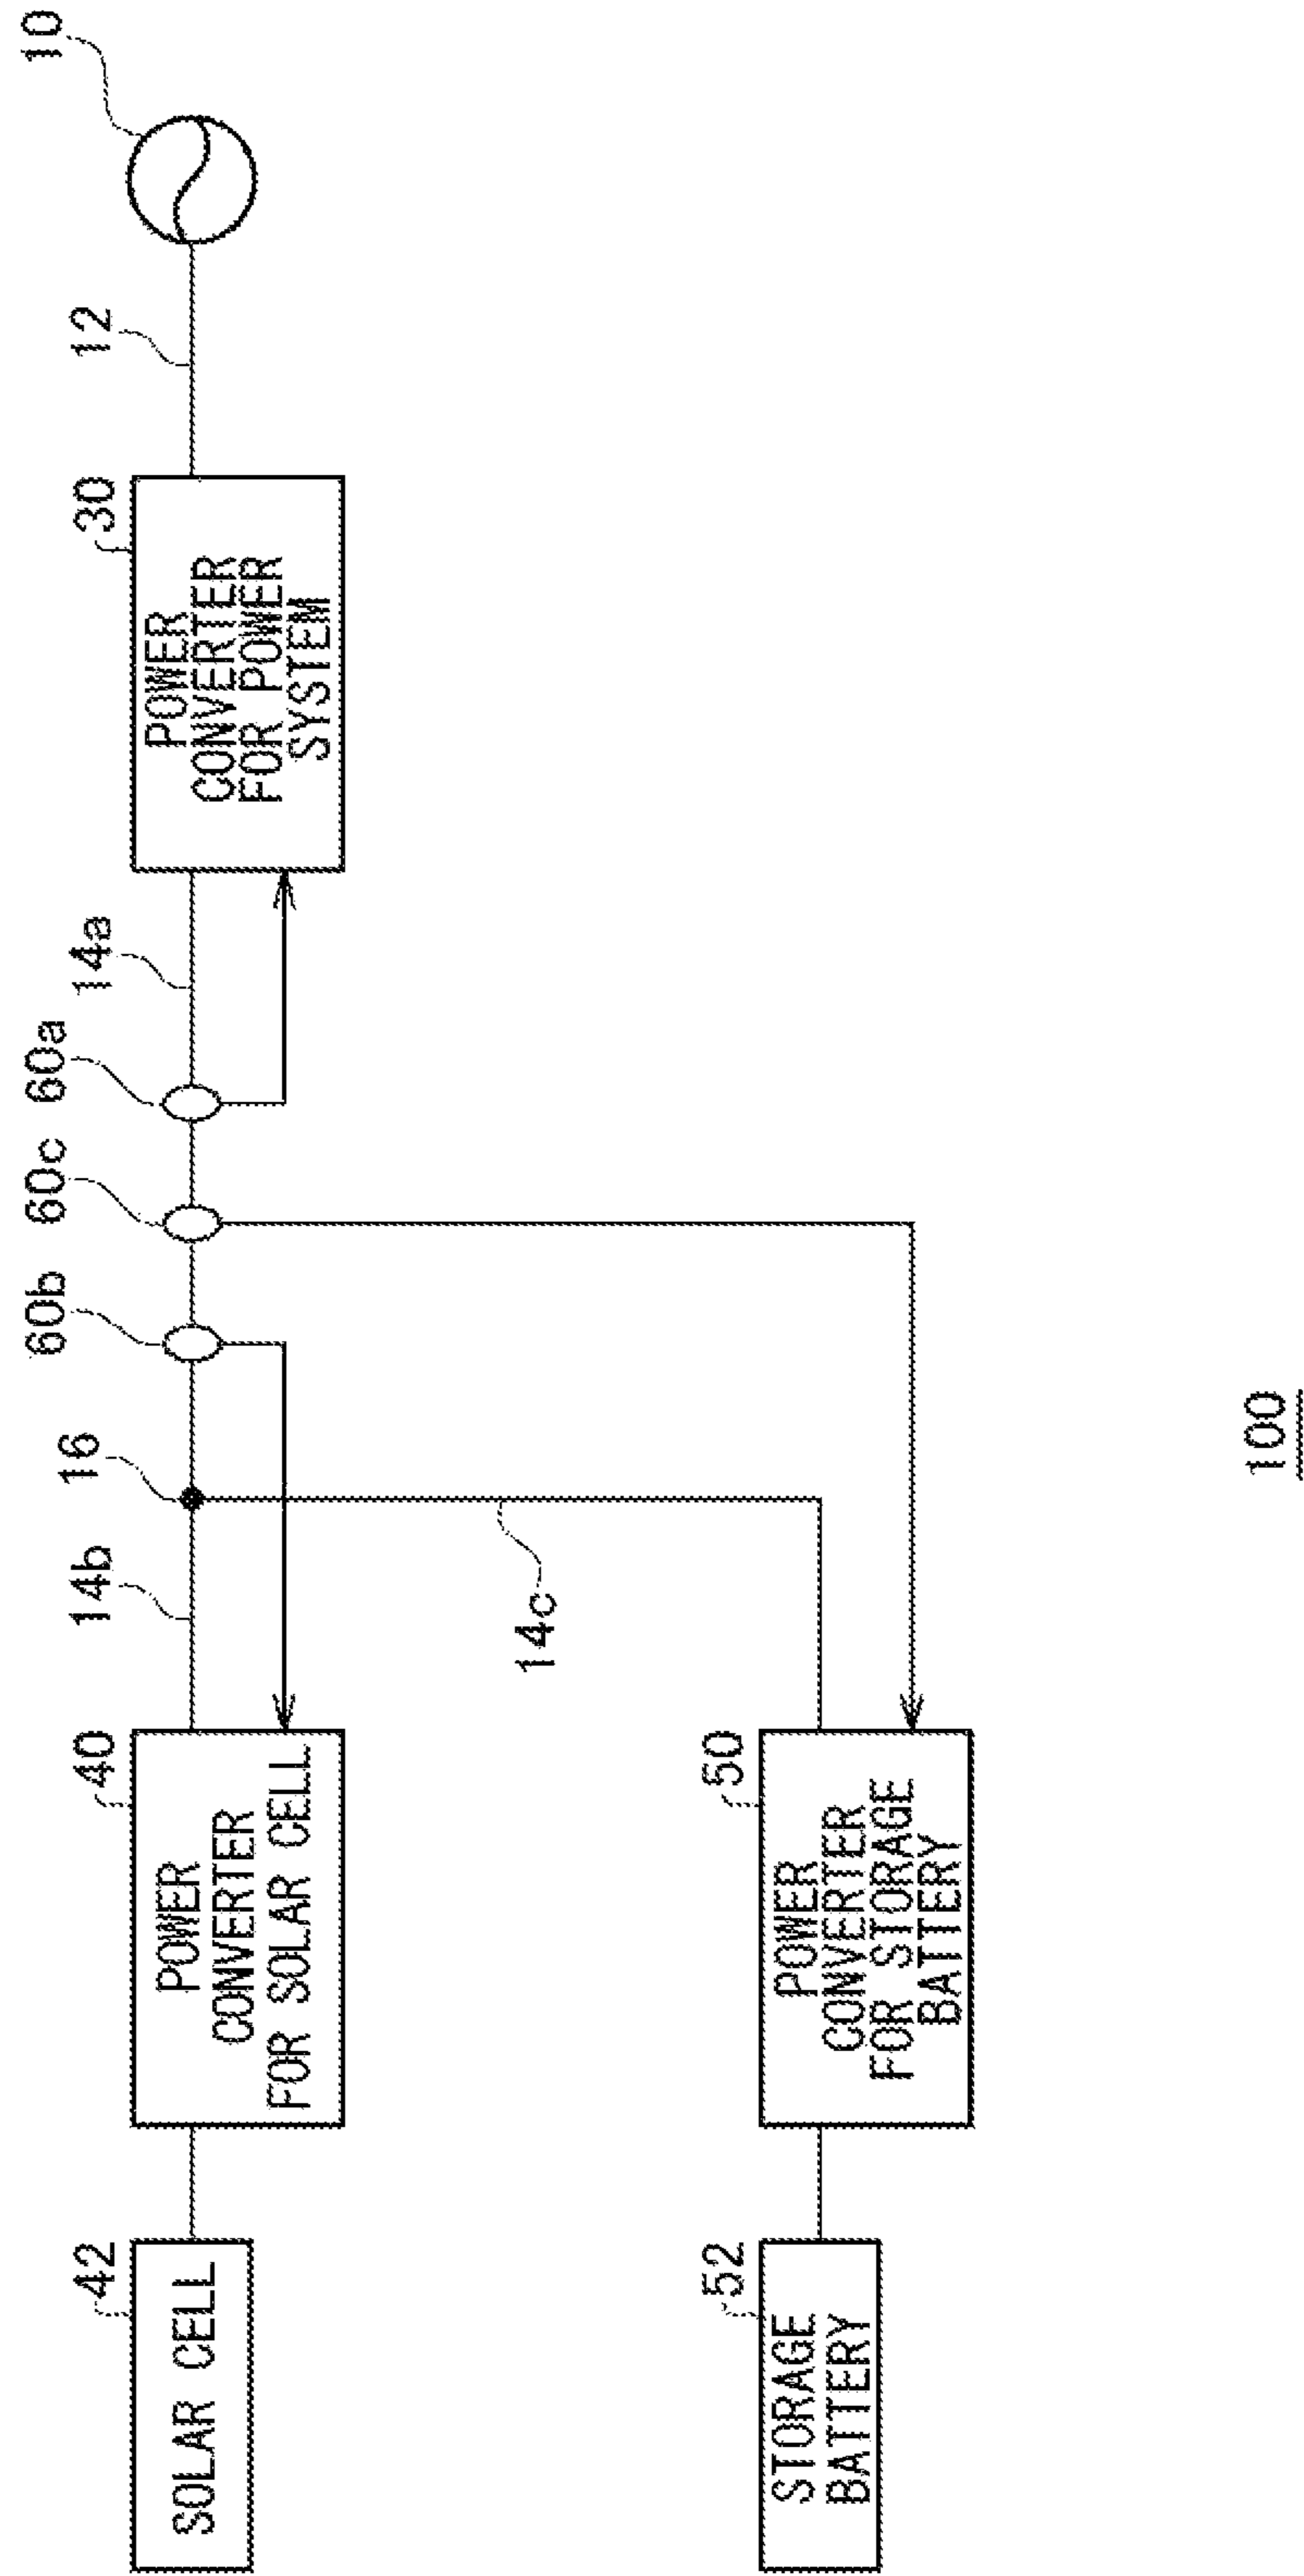 10
12
30
POWER
CONVERTER
FOR POWER
SYSTEM
14a
60a
60c
60b
16
14b
14c
40
POWER
CONVERTER
FOR SOLAR CELL
42
SOLAR CELL
50
POWER
CONVERTER
FOR STORAGE
BATTERY
52
STORAGE
BATTERY
100